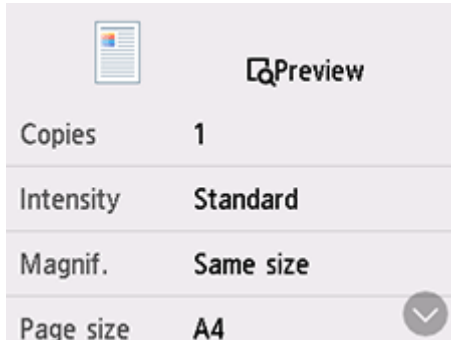 Preview
Copies 1
Intensity Standard
Magnif. Same size
Page size A4